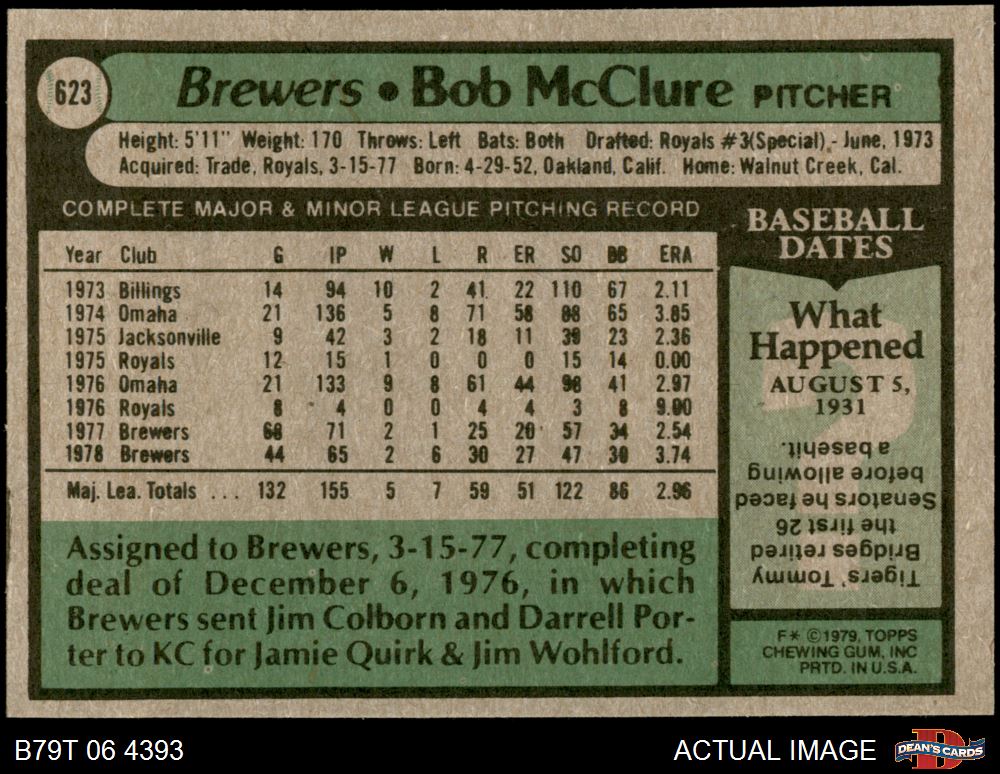 623
Brewers • Bob McClure PITCHER
Height: 5'11" Weight: 170 Throws: Left Bats: Both Drafted: Royals #3(Special) - June, 1973
Acquired: Trade, Royals, 3-15-77 Born: 4-29-52, Oakland, Calif. Home: Walnut Creek, Cal.
COMPLETE MAJOR & MINOR LEAGUE PITCHING RECORD
Year Club G IP W L R ER SO BB ERA
1973 Billings 14 94 10 2 41 22 110 67 2.11
1974 Omaha 21 136 5 8 71 58 88 65 3.85
1975 Jacksonville 9 42 3 2 18 11 39 23 2.36
1975 Royals 12 15 1 0 0 0 15 14 0.00
1976 Omaha 21 133 9 8 61 44 98 41 2.97
1976 Royals 8 4 0 0 4 4 3 8 9.00
1977 Brewers 68 71 2 1 25 20 57 34 2.54
1978 Brewers 44 65 2 6 30 27 47 30 3.74
Maj. Lea. Totals ... 132 155 5 7 59 51 122 86 2.96
Assigned to Brewers, 3-15-77, completing
deal of December 6, 1976, in which
Brewers sent Jim Colborn and Darrell Por-
ter to KC for Jamie Quirk & Jim Wohlford.
BASEBALL
DATES
What
Happened
AUGUST 5,
1931
Tigers' Tommy
Bridges retired
the first 26
Senators he faced
before allowing
a basehit.
F* ©1979, TOPPS
CHEWING GUM, INC
PRTD. IN U.S.A.
B79T 06 4393
ACTUAL IMAGE
DEAN'S CARDS